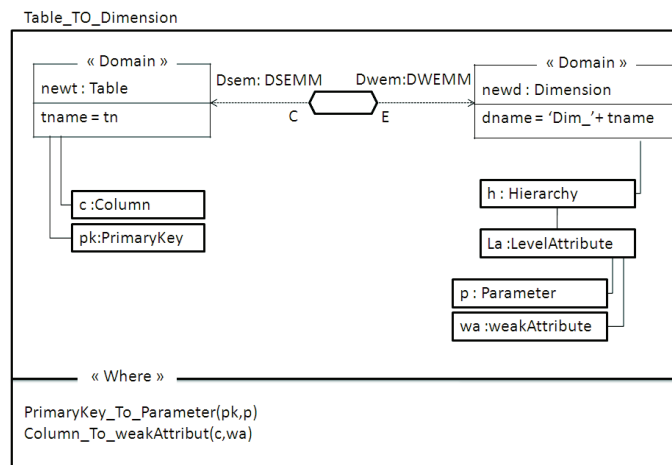 Table_TO_Dimension
« Domain »
newt : Table
tname = tn
Dsem: DSEMM
Dwem:DWEMM
C
E
« Domain »
newd : Dimension
dname = ‘Dim_’+ tname
c :Column
pk:PrimaryKey
h : Hierarchy
La :LevelAttribute
p : Parameter
wa :weakAttribute
« Where »
PrimaryKey_To_Parameter(pk,p)
Column_To_weakAttribut(c,wa)